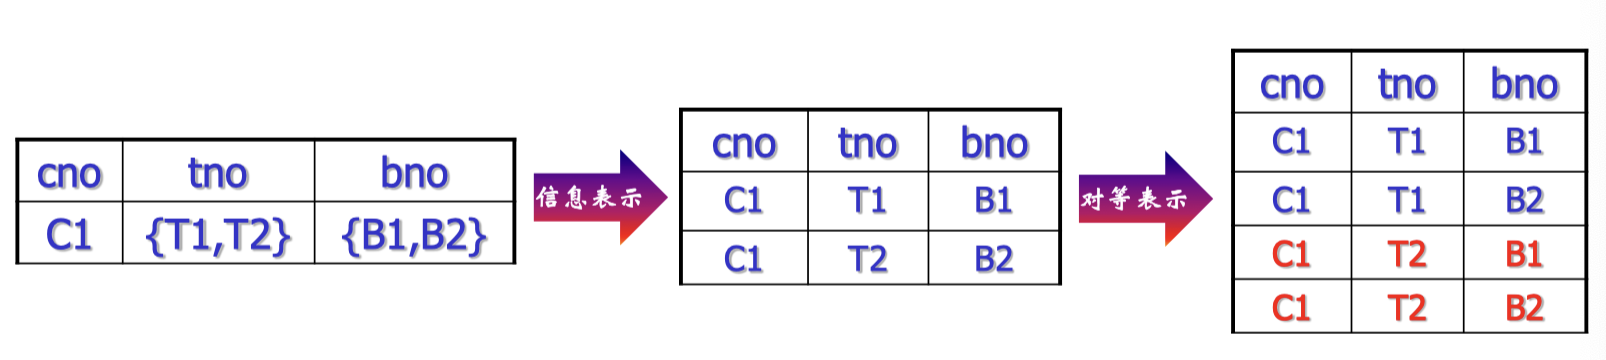 cno tno bno
C1 {T1,T2} {B1,B2}
信息表示
cno tno bno
C1 T1 B1
C1 T2 B2
对等表示
cno tno bno
C1 T1 B1
C1 T1 B2
C1 T2 B1
C1 T2 B2